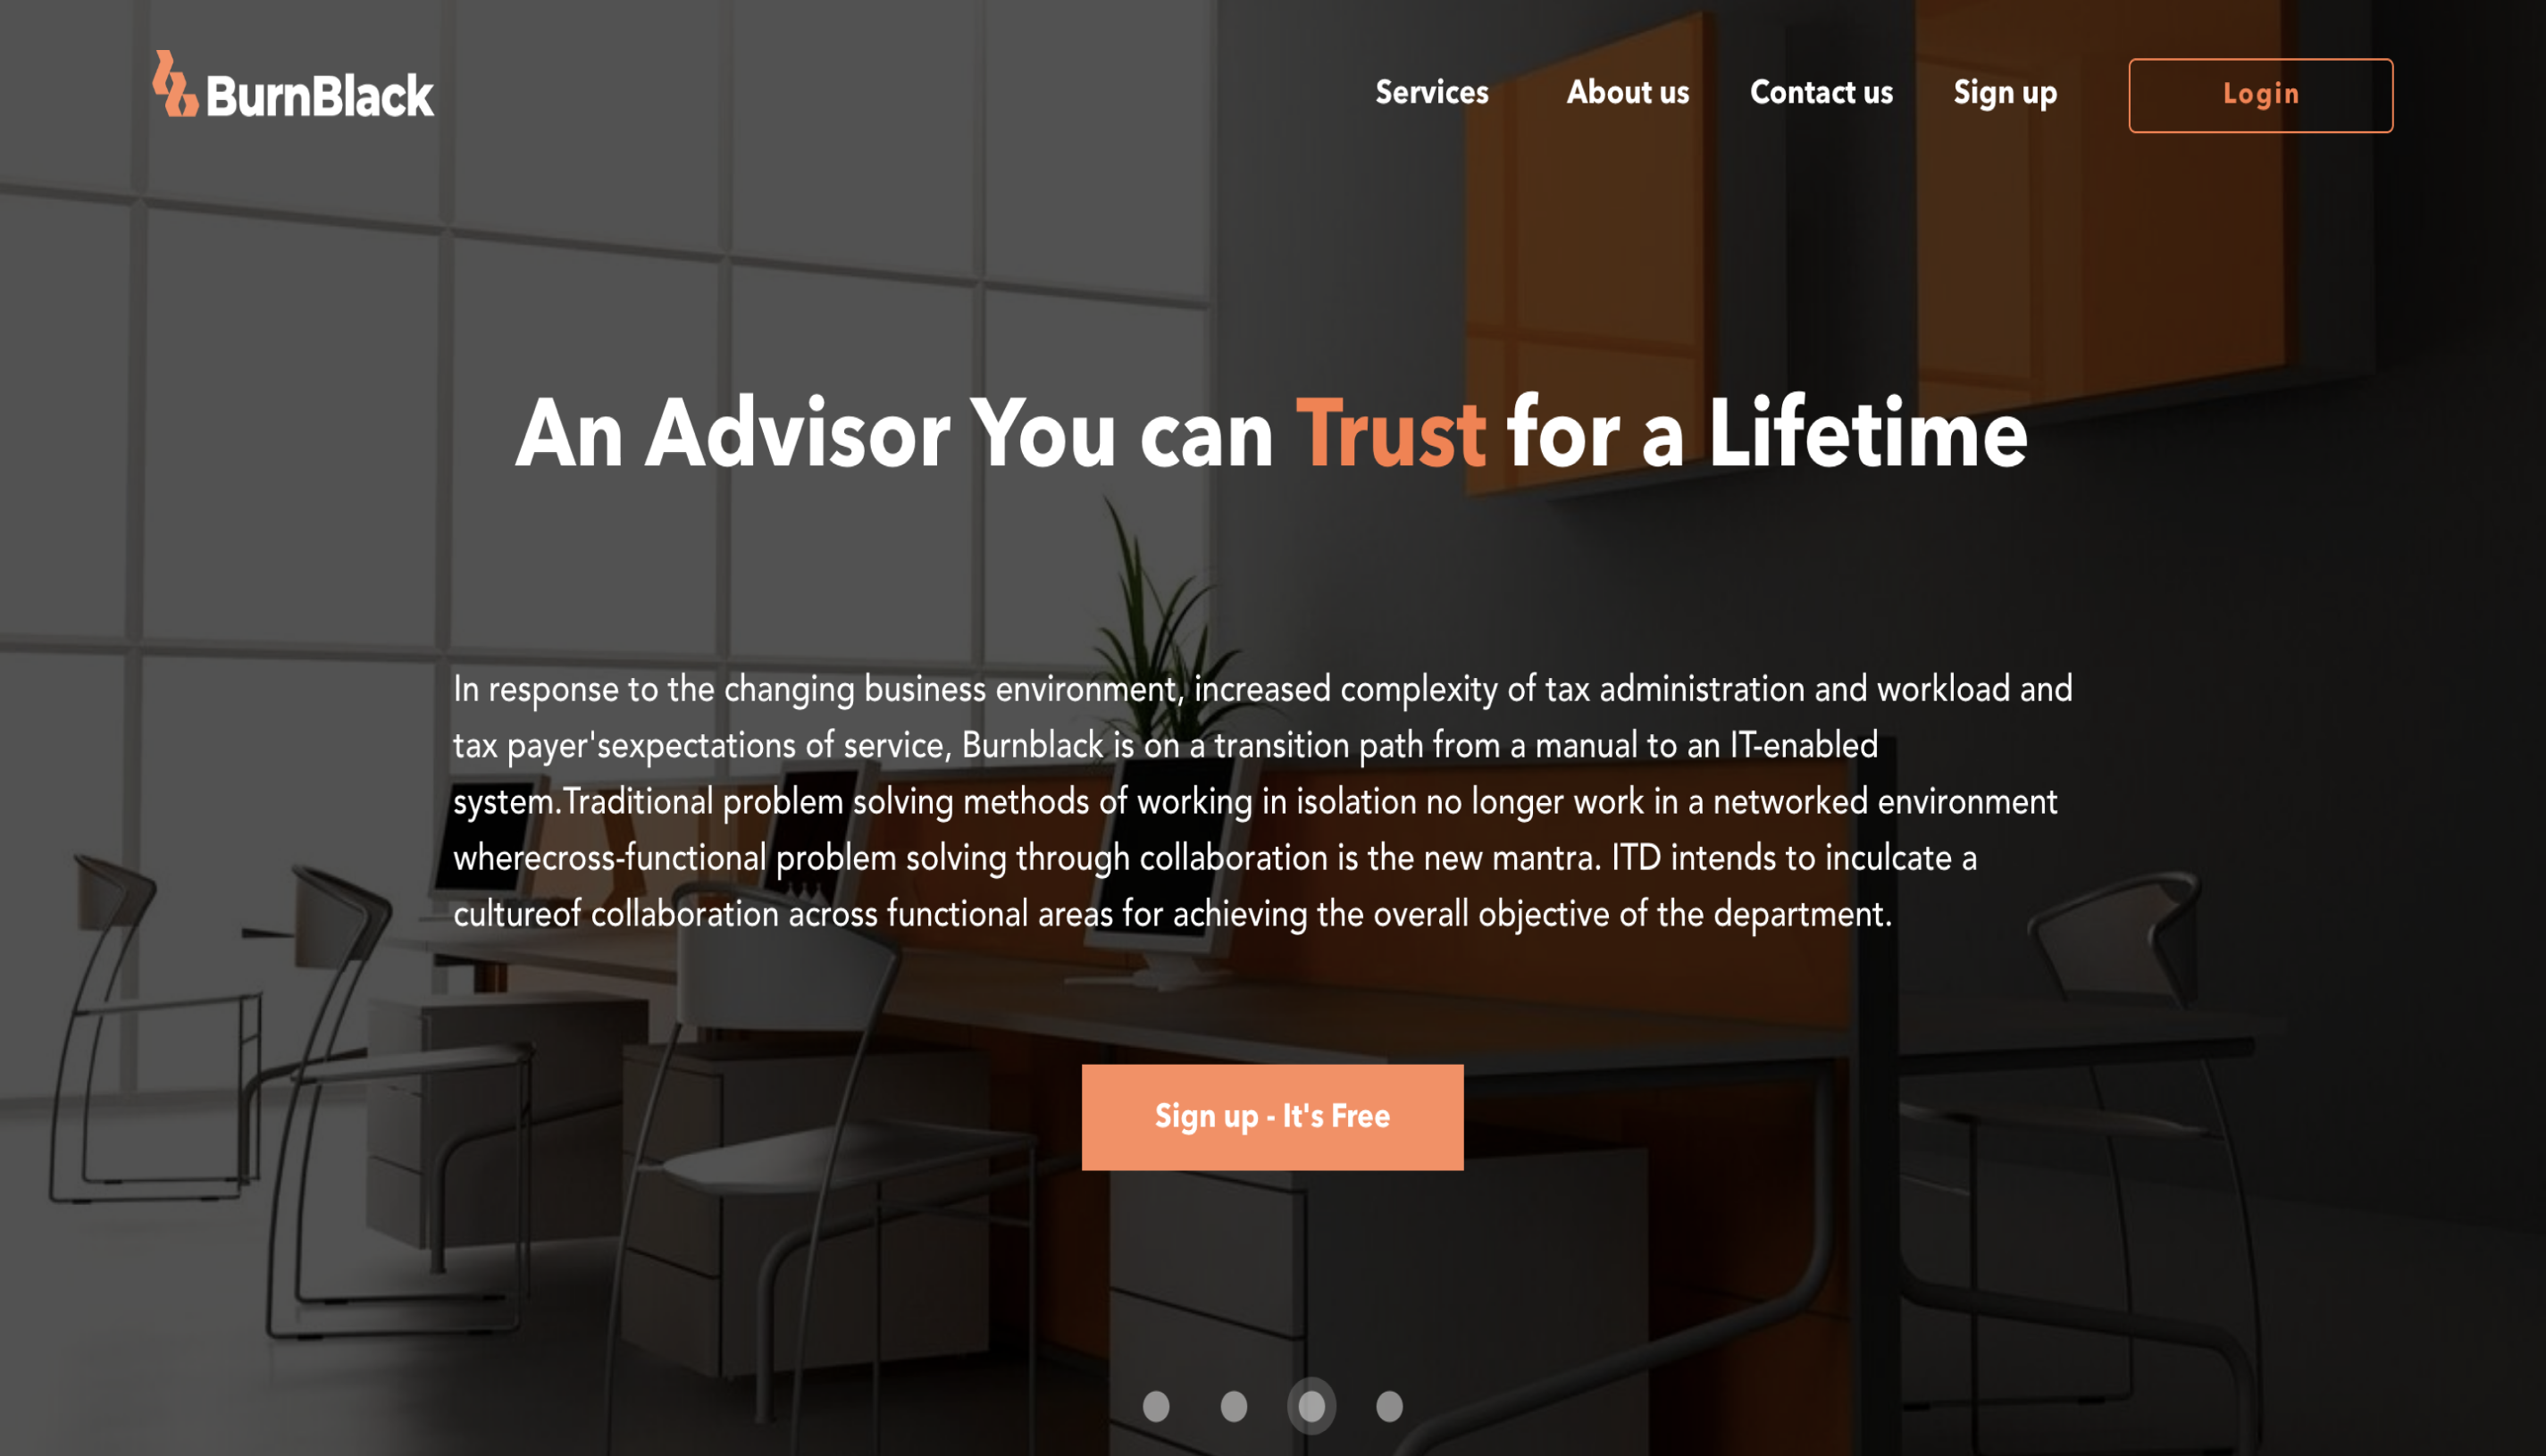 BurnBlack
Services
About us
Contact us
Sign up
Login
An Advisor You can Trust for a Lifetime
In response to the changing business environment, increased complexity of tax administration and workload and
tax payer'sexpectations of service, Burnblack is on a transition path from a manual to an IT-enabled
system.Traditional problem solving methods of working in isolation no longer work in a networked environment
wherecross-functional problem solving through collaboration is the new mantra. ITD intends to inculcate a
cultureof collaboration across functional areas for achieving the overall objective of the department.
Sign up - It's Free